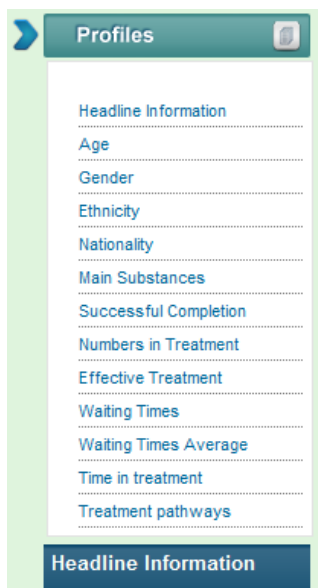 Profiles
Headline Information
Age
Gender
Ethnicity
Nationality
Main Substances
Successful Completion
Numbers in Treatment
Effective Treatment
Waiting Times
Waiting Times Average
Time in treatment
Treatment pathways
Headline Information